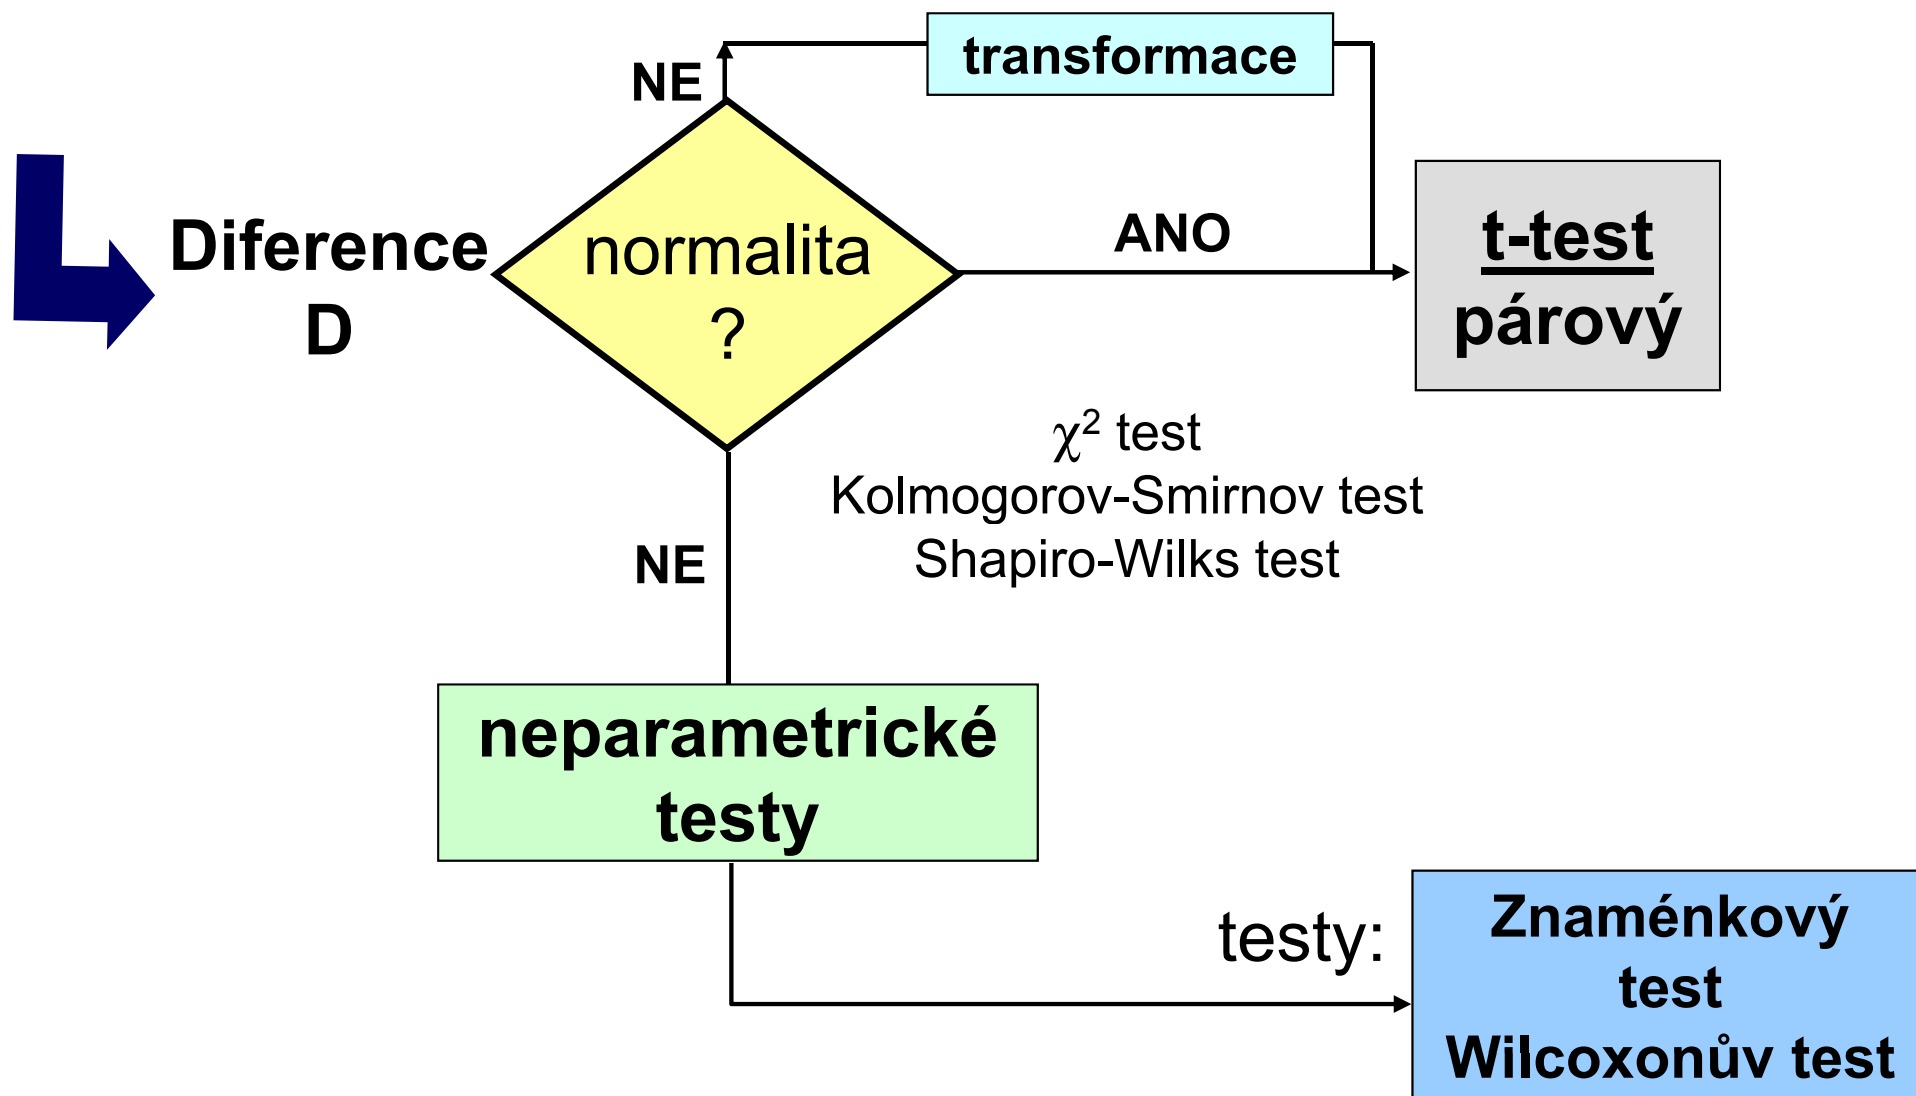 transformace
NE
Diference
D
normalita
?
ANO
t-test
párový
χ² test
Kolmogorov-Smirnov test
Shapiro-Wilks test
NE
neparametrické
testy
testy:
Znaménkový
test
Wilcoxonův test